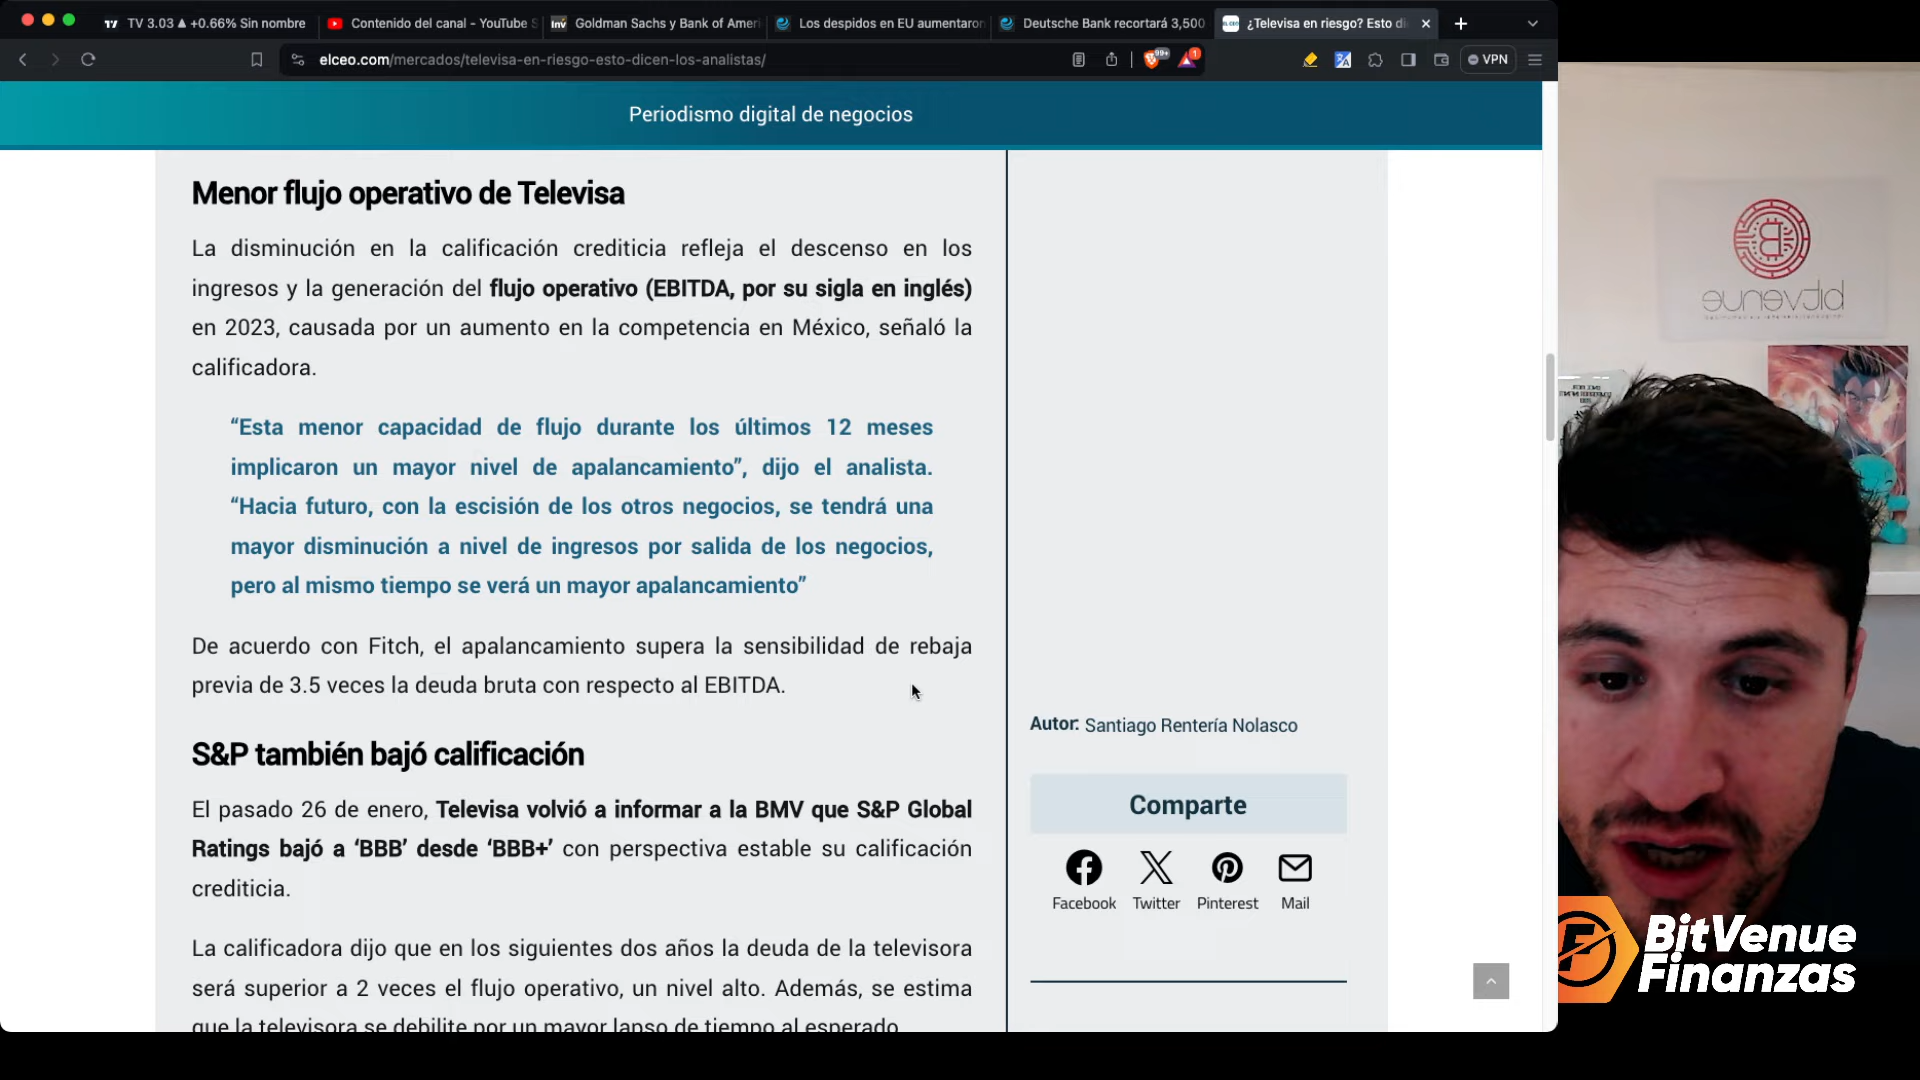 TV 3.03 ▲ +0.66% Sin nombre
Contenido del canal - YouTube S
Goldman Sachs y Bank of Ameri
Los despidos en EU aumentaron
Deutsche Bank recortará 3,500
¿Televisa en riesgo? Esto di
elceo.com/mercados/televisa-en-riesgo-esto-dicen-los-analistas/
99+
1
VPN
Periodismo digital de negocios
Menor flujo operativo de Televisa
La disminución en la calificación crediticia refleja el descenso en los
ingresos y la generación del flujo operativo (EBITDA, por su sigla en inglés)
en 2023, causada por un aumento en la competencia en México, señaló la
calificadora.
“Esta menor capacidad de flujo durante los últimos 12 meses
implicaron un mayor nivel de apalancamiento”, dijo el analista.
“Hacia futuro, con la escisión de los otros negocios, se tendrá una
mayor disminución a nivel de ingresos por salida de los negocios,
pero al mismo tiempo se verá un mayor apalancamiento”
De acuerdo con Fitch, el apalancamiento supera la sensibilidad de rebaja
previa de 3.5 veces la deuda bruta con respecto al EBITDA.
S&P también bajó calificación
El pasado 26 de enero, Televisa volvió a informar a la BMV que S&P Global
Ratings bajó a ‘BBB’ desde ‘BBB+’ con perspectiva estable su calificación
crediticia.
La calificadora dijo que en los siguientes dos años la deuda de la televisora
será superior a 2 veces el flujo operativo, un nivel alto. Además, se estima
que la televisora se debilite por un mayor lapso de tiempo al esperado.
Autor: Santiago Rentería Nolasco
Comparte
Facebook Twitter Pinterest Mail
bitvenue
BitVenue
Finanzas